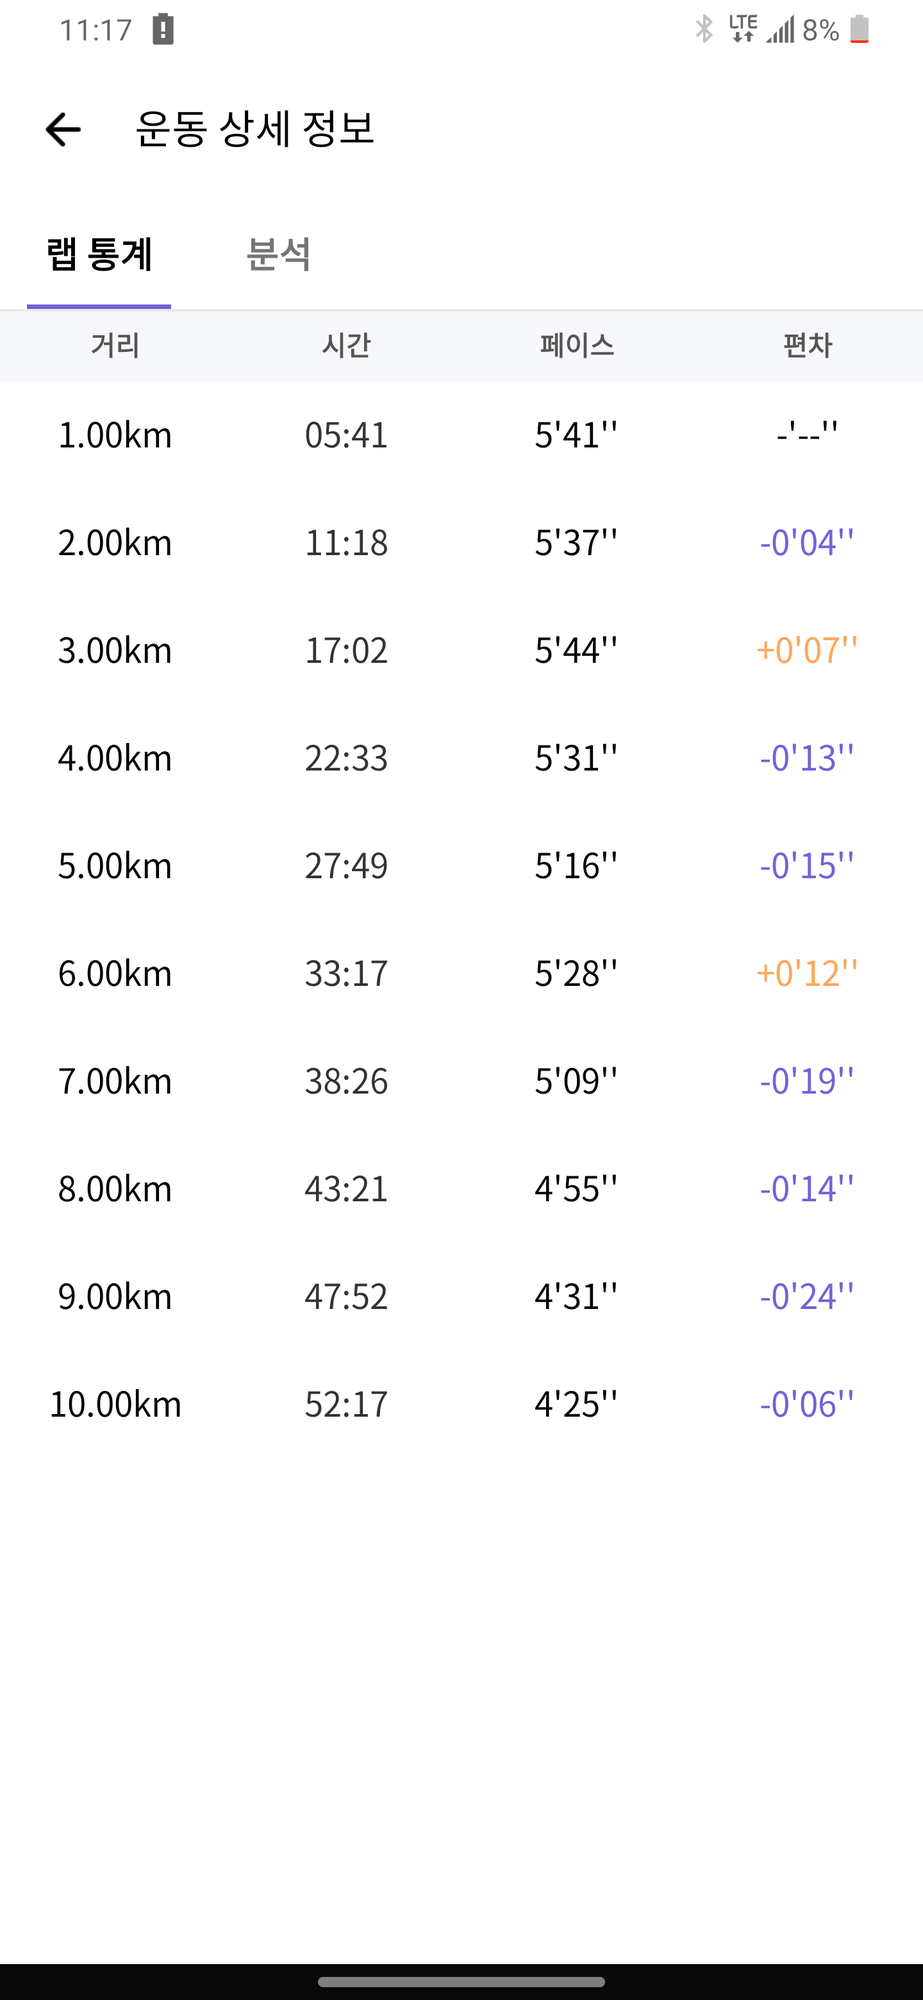 11:17 LTE 8%
운동 상세 정보
랩 통계 분석
거리 시간 페이스 편차
1.00km 05:41 5'41'' -'--''
2.00km 11:18 5'37'' -0'04''
3.00km 17:02 5'44'' +0'07''
4.00km 22:33 5'31'' -0'13''
5.00km 27:49 5'16'' -0'15''
6.00km 33:17 5'28'' +0'12''
7.00km 38:26 5'09'' -0'19''
8.00km 43:21 4'55'' -0'14''
9.00km 47:52 4'31'' -0'24''
10.00km 52:17 4'25'' -0'06''